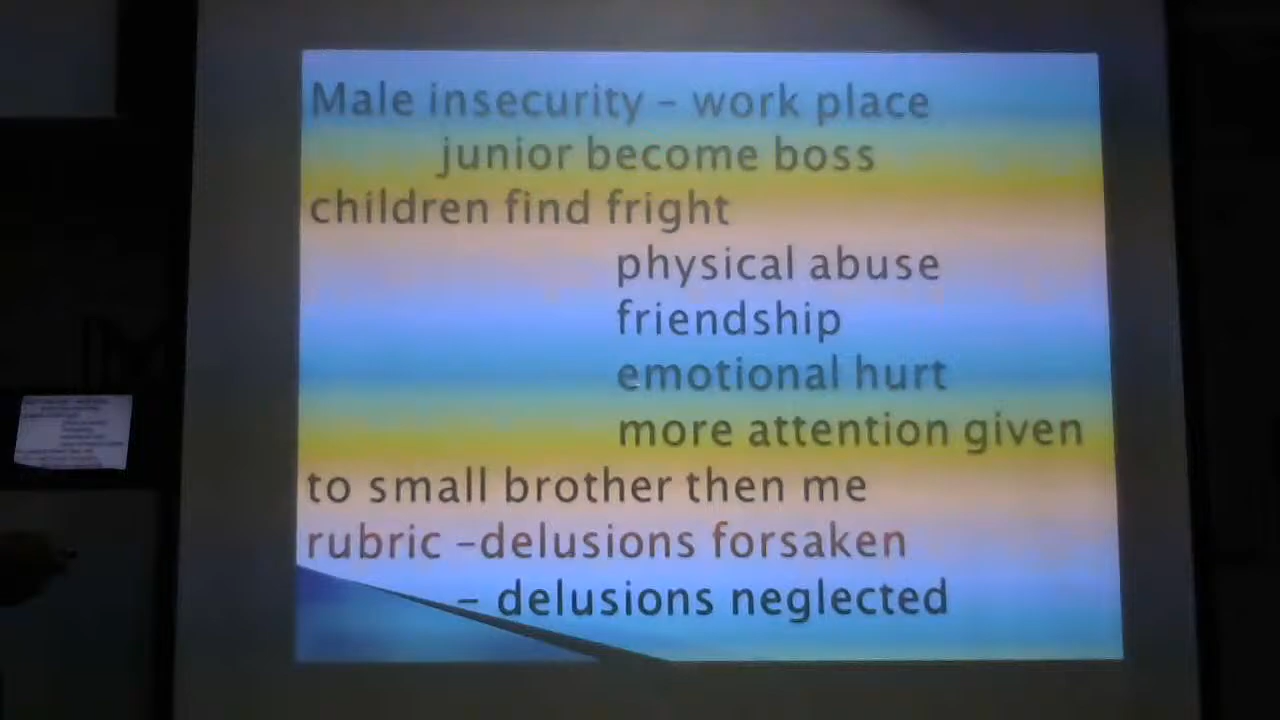 Male insecurity – work place
junior become boss
children find fright
physical abuse
friendship
emotional hurt
more attention given
to small brother then me
rubric –delusions forsaken
– delusions neglected